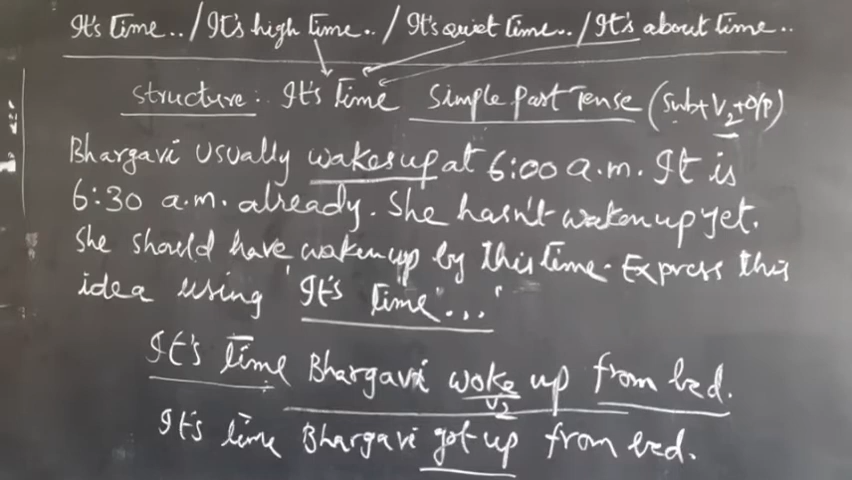 It's time.. / It's high time.. / It's quiet time... / It's about time..
structure: It's time simple past Tense (sub+V2+o/p)
Bhargavi usually wakes up at 6:00 a.m. It is
6:30 a.m. already. She hasn't waken up yet.
She should have waken up by this time. Express this
idea using 'It's time'...'
It's time Bhargavi woke up from bed.
V2
It's time Bhargavi got up from bed.